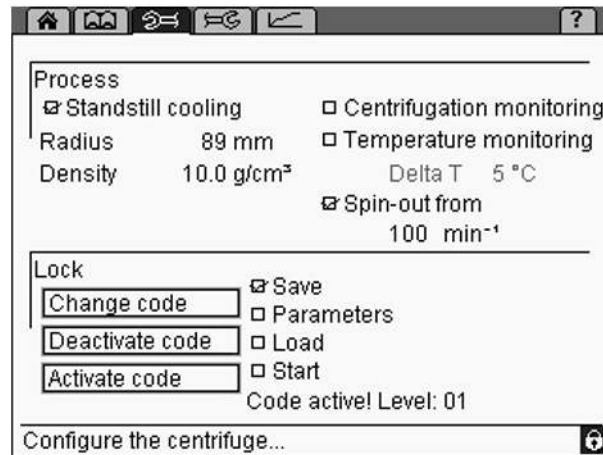 ?
Process
Standstill cooling
Centrifugation monitoring
Radius 89 mm
Temperature monitoring
Density 10.0 g/cm³
Delta T 5 °C
Spin-out from
100 min⁻¹
Lock
Change code
Deactivate code
Activate code
Save
Parameters
Load
Start
Code active! Level: 01
Configure the centrifuge...